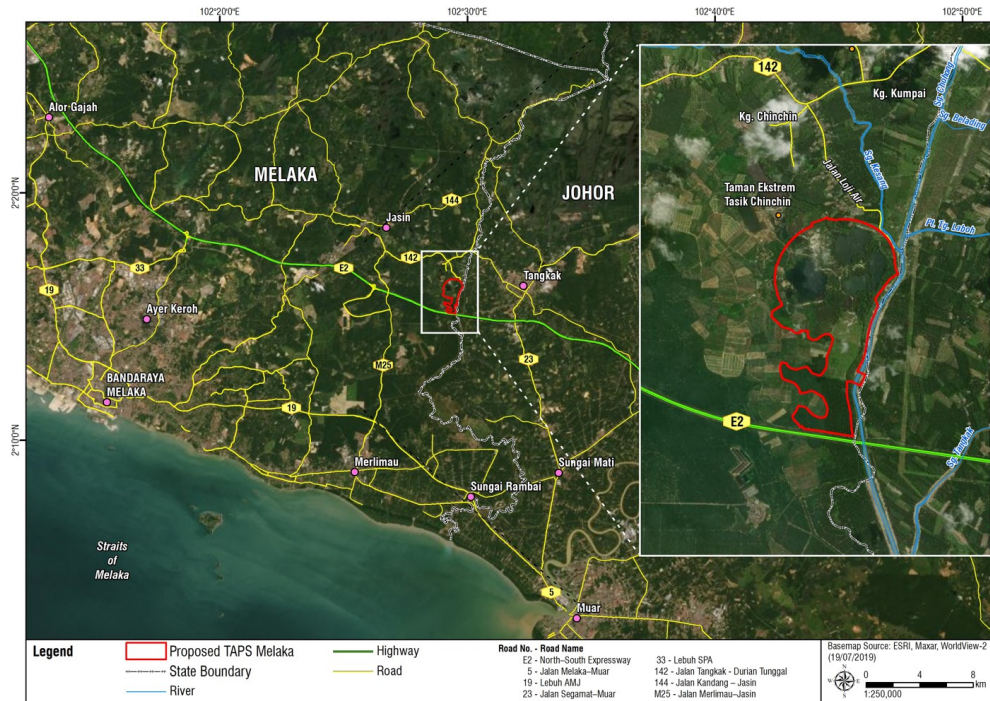 102°20'0"E
102°30'0"E
102°40'0"E
102°50'0"E
2°20'0"N
2°10'0"N
Alor Gajah
MELAKA
JOHOR
144
Jasin
142
E2
33
19
Tangkak
Ayer Keroh
M25
23
BANDARAYA
MELAKA
19
Merlimau
Sungai Mati
Sungai Rambai
Straits
of
Melaka
5
Muar
142
Kg. Kumpai
Kg. Chinchin
Sg. Chohong
Sg. Belading
Sg. Kesang
Jalan Loji Air
Taman Ekstrem
Tasik Chinchin
Pt. Tg. Laboh
E2
Sg. Tangkak
Legend
Proposed TAPS Melaka
State Boundary
River
Highway
Road
Road No. - Road Name
E2 - North–South Expressway
5 - Jalan Melaka–Muar
19 - Lebuh AMJ
23 - Jalan Segamat–Muar
33 - Lebuh SPA
142 - Jalan Tangkak - Durian Tunggal
144 - Jalan Kandang – Jasin
M25 - Jalan Merlimau–Jasin
Basemap Source: ESRI, Maxar, WorldView-2
(19/07/2019)
N
W
E
S
0 4 8
km
1:250,000